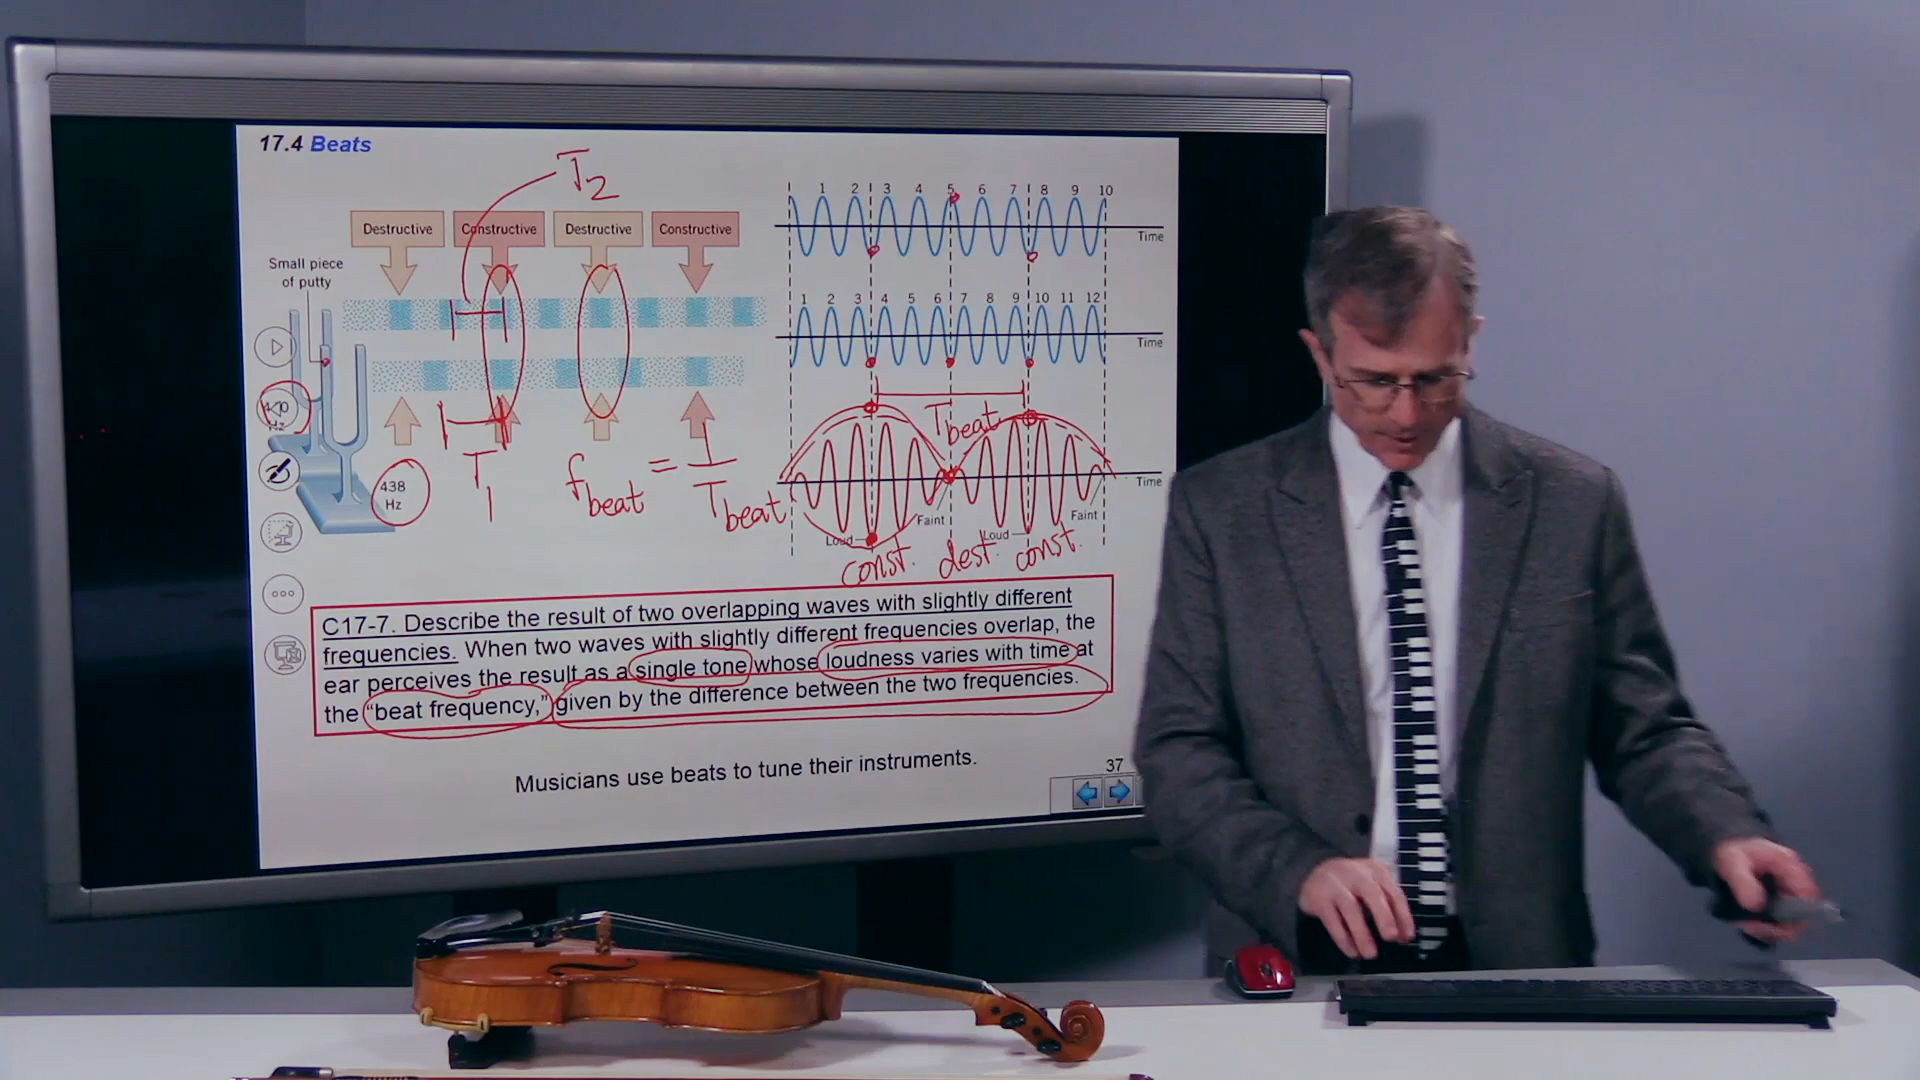 17.4 Beats
T2
Destructive
Constructive
Destructive
Constructive
Small piece
of putty
438
Hz
T1
fbeat = 1
Tbeat
1 2 3 4 5 6 7 8 9 10
Time
1 2 3 4 5 6 7 8 9 10 11 12
Time
Tbeat
Time
Loud
Faint
Loud
Faint
const. dest. const.
C17-7. Describe the result of two overlapping waves with slightly different
frequencies. When two waves with slightly different frequencies overlap, the
ear perceives the result as a single tone whose loudness varies with time at
the “beat frequency,” given by the difference between the two frequencies.
Musicians use beats to tune their instruments.
37